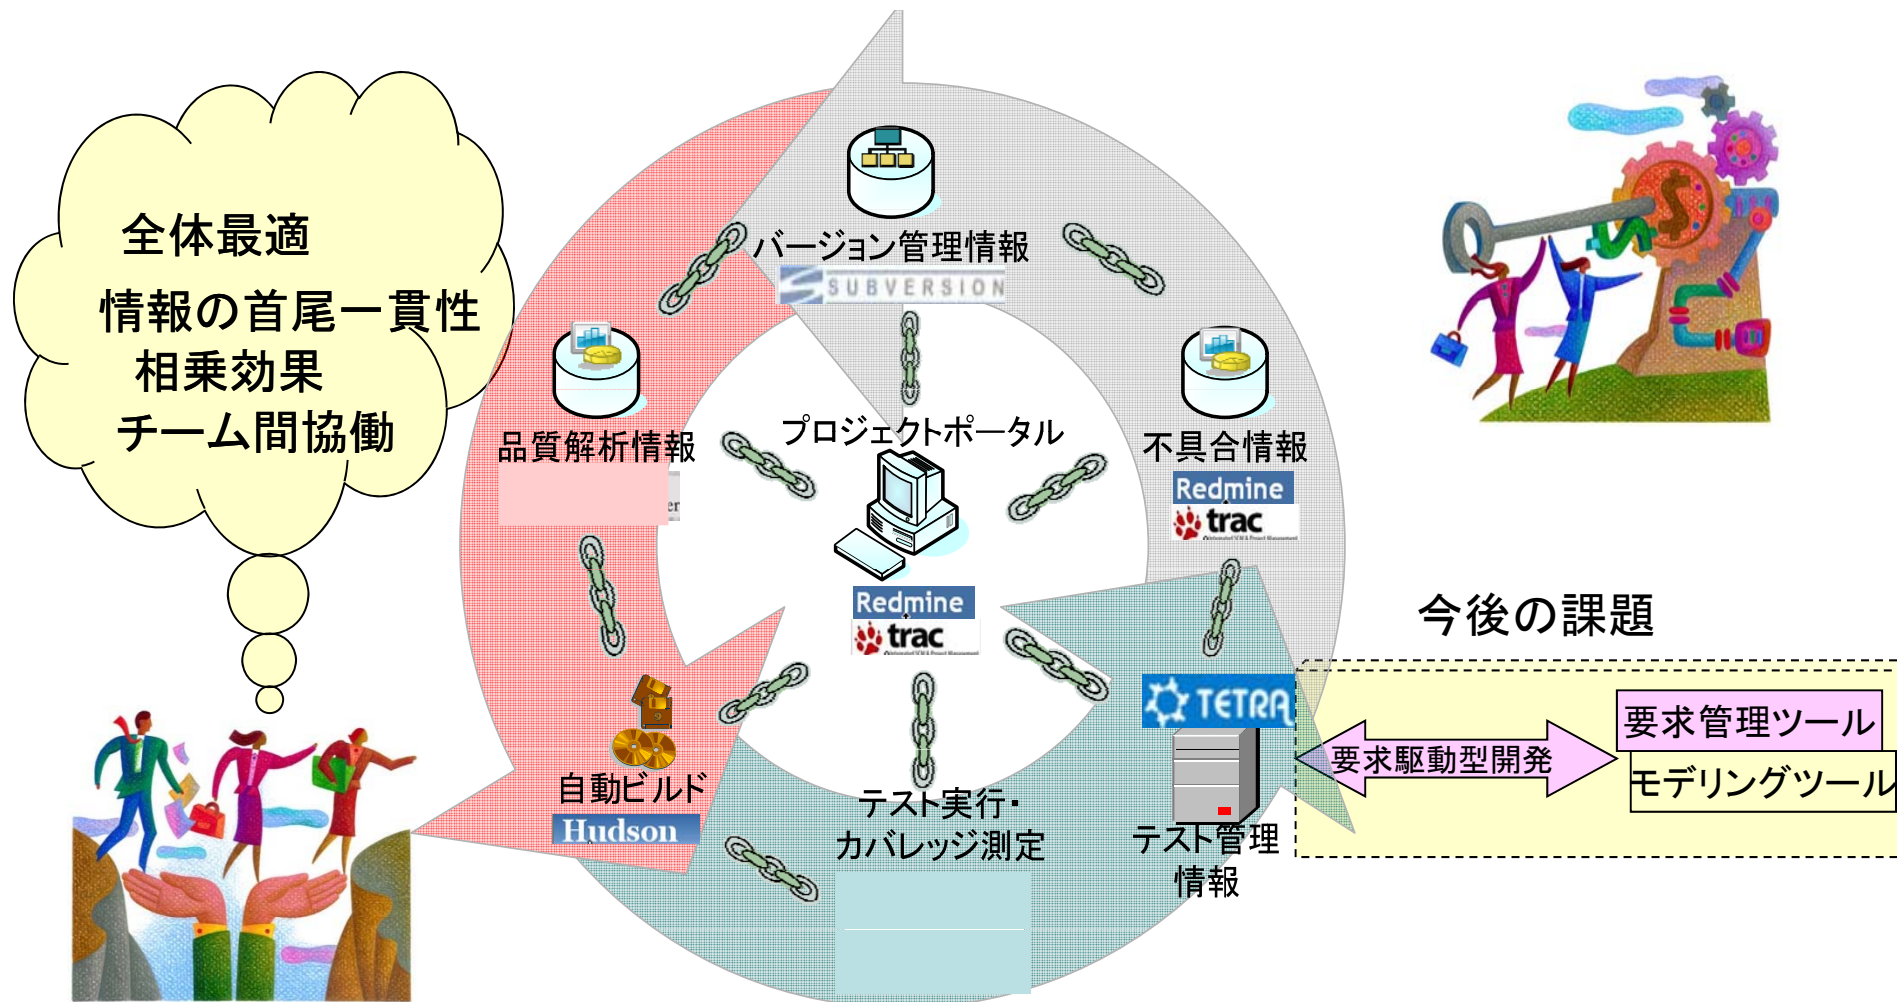 全体最適
情報の首尾一貫性
相乗効果
チーム間協働
バージョン管理情報
SUBVERSION
品質解析情報
er
プロジェクトポータル
Redmine
trac
不具合情報
Redmine
trac
Integrated SCM & Project Management
自動ビルド
Hudson
テスト実行・
カバレッジ測定
TETRA
テスト管理
情報
今後の課題
要求駆動型開発
要求管理ツール
モデリングツール